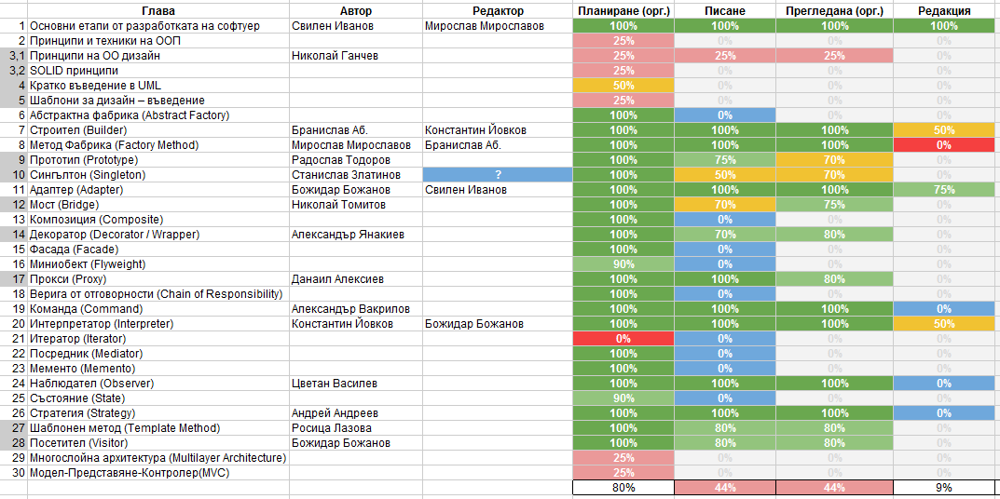 Глава Автор Редактор Планиране (орг.) Писане Прегледана (орг.) Редакция
1 Основни етапи от разработката на софтуер Свилен Иванов Мирослав Мирославов 100% 100% 100% 100%
2 Принципи и техники на ООП 25% 0% 0% 0%
3,1 Принципи на ОО дизайн Николай Ганчев 25% 25% 25% 0%
3,2 SOLID принципи 25% 0% 0% 0%
4 Кратко въведение в UML 50% 0% 0% 0%
5 Шаблони за дизайн – въведение 25% 0% 0% 0%
6 Абстрактна фабрика (Abstract Factory) 100% 0% 0% 0%
7 Строител (Builder) Бранислав Аб. Константин Йовков 100% 100% 100% 50%
8 Метод Фабрика (Factory Method) Мирослав Мирославов Бранислав Аб. 100% 100% 100% 0%
9 Прототип (Prototype) Радослав Тодоров 100% 75% 70% 0%
10 Сингълтон (Singleton) Станислав Златинов ? 100% 50% 70% 0%
11 Адаптер (Adapter) Божидар Божанов Свилен Иванов 100% 100% 100% 75%
12 Мост (Bridge) Николай Томитов 100% 70% 75% 0%
13 Композиция (Composite) 100% 0% 0% 0%
14 Декоратор (Decorator / Wrapper) Александър Янакиев 100% 70% 80% 0%
15 Фасада (Facade) 100% 0% 0% 0%
16 Миниобект (Flyweight) 90% 0% 0% 0%
17 Прокси (Proxy) Данаил Алексиев 100% 100% 80% 0%
18 Верига от отговорности (Chain of Responsibility) 100% 0% 0% 0%
19 Команда (Command) Александър Вакрилов 100% 100% 100% 0%
20 Интерпретатор (Interpreter) Константин Йовков Божидар Божанов 100% 100% 100% 50%
21 Итератор (Iterator) 0% 0% 0% 0%
22 Посредник (Mediator) 100% 0% 0% 0%
23 Мементо (Memento) 100% 0% 0% 0%
24 Наблюдател (Observer) Цветан Василев 100% 100% 100% 0%
25 Състояние (State) 90% 0% 0% 0%
26 Стратегия (Strategy) Андрей Андреев 100% 100% 100% 0%
27 Шаблонен метод (Template Method) Росица Лазова 100% 80% 80% 0%
28 Посетител (Visitor) Божидар Божанов 100% 80% 80% 0%
29 Многослойна архитектура (Multilayer Architecture) 25% 0% 0% 0%
30 Модел-Представяне-Контролер(MVC) 25% 0% 0% 0%
80% 44% 44% 9%